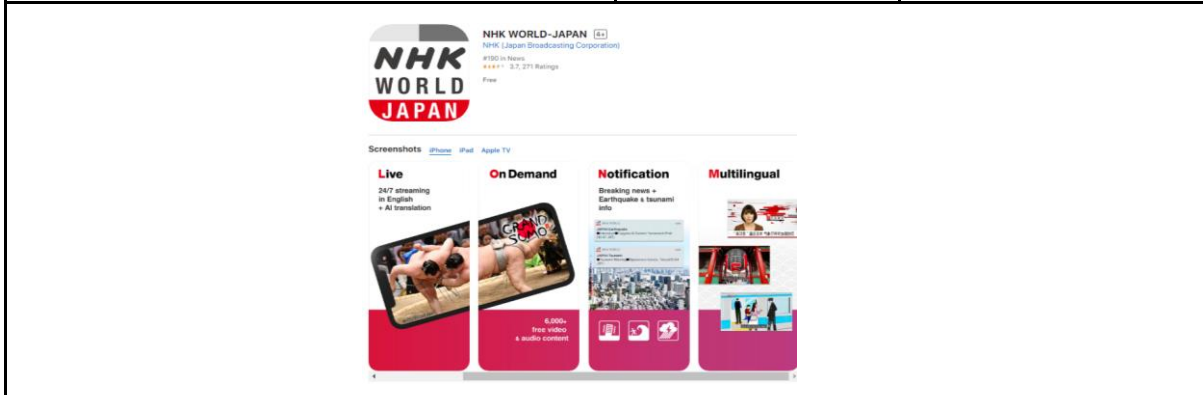 NHK
WORLD
JAPAN
NHK WORLD-JAPAN 4+
NHK (Japan Broadcasting Corporation)
#190 in News
3.7, 271 Ratings
Free
Screenshots iPhone iPad Apple TV
Live
24/7 streaming
in English
+ AI translation
On Demand
GRAND
SUMO
6,000+
free video
& audio content
Notification
Breaking news +
Earthquake & tsunami
info
Multilingual